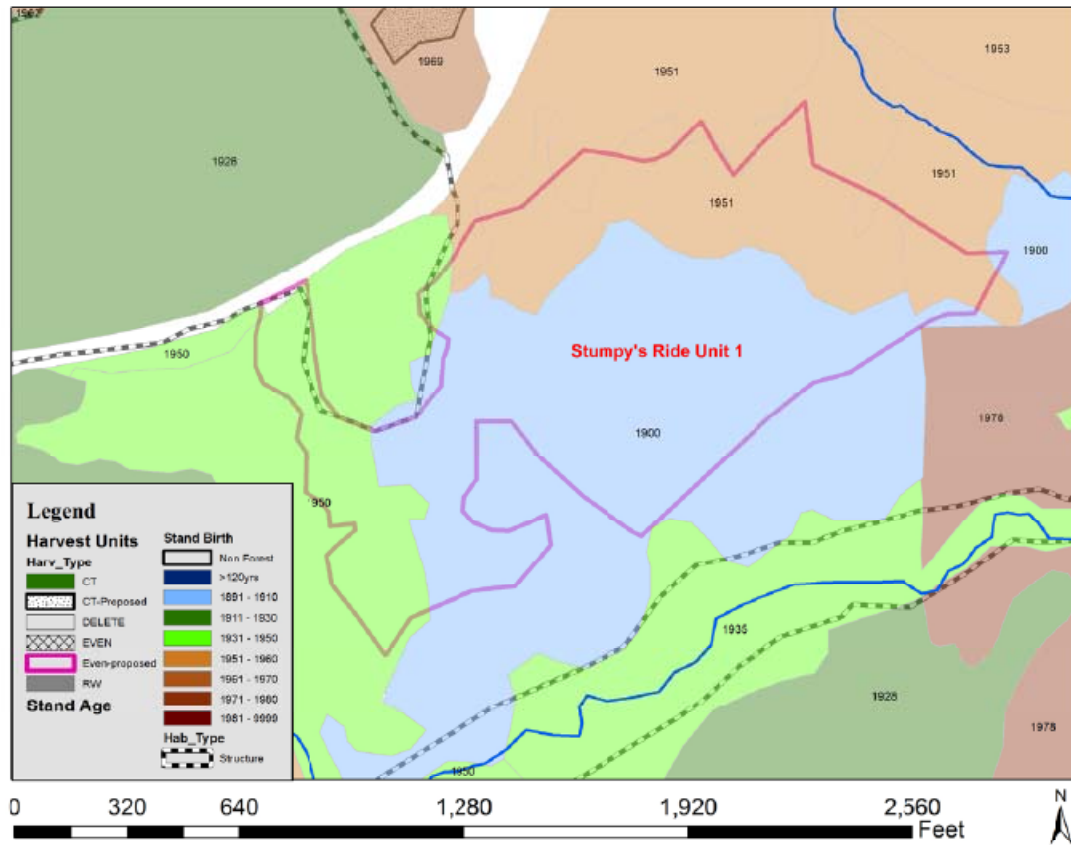 1967
1969
1951
1953
1928
1951
1951
1900
1950
Stumpy's Ride Unit 1
1978
1900
950
1935
1928
1978
1950
Legend
Harvest Units
Harv_Type
CT
CT-Proposed
DELETE
EVEN
Even-proposed
RW
Stand Age
Stand Birth
Non Forest
>120yrs
1891 - 1910
1911 - 1930
1931 - 1950
1951 - 1960
1961 - 1970
1971 - 1980
1981 - 9999
Hab_Type
Structure
0 320 640 1,280 1,920 2,560
Feet
N